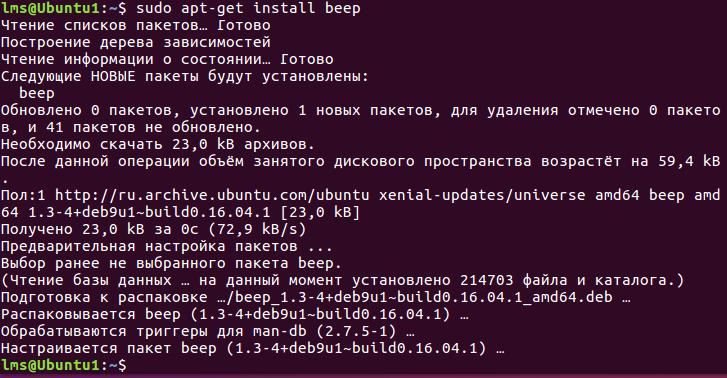 lms@Ubuntu1:~$ sudo apt-get install beep
Чтение списков пакетов… Готово
Построение дерева зависимостей
Чтение информации о состоянии… Готово
Следующие НОВЫЕ пакеты будут установлены:
  beep
Обновлено 0 пакетов, установлено 1 новых пакетов, для удаления отмечено 0 пакето
в, и 41 пакетов не обновлено.
Необходимо скачать 23,0 kB архивов.
После данной операции объём занятого дискового пространства возрастёт на 59,4 kB
.
Пол:1 http://ru.archive.ubuntu.com/ubuntu xenial-updates/universe amd64 beep amd
64 1.3-4+deb9u1~build0.16.04.1 [23,0 kB]
Получено 23,0 kB за 0с (72,9 kB/s)
Предварительная настройка пакетов ...
Выбор ранее не выбранного пакета beep.
(Чтение базы данных … на данный момент установлено 214703 файла и каталога.)
Подготовка к распаковке …/beep_1.3-4+deb9u1~build0.16.04.1_amd64.deb …
Распаковывается beep (1.3-4+deb9u1~build0.16.04.1) …
Обрабатываются триггеры для man-db (2.7.5-1) …
Настраивается пакет beep (1.3-4+deb9u1~build0.16.04.1) …
lms@Ubuntu1:~$